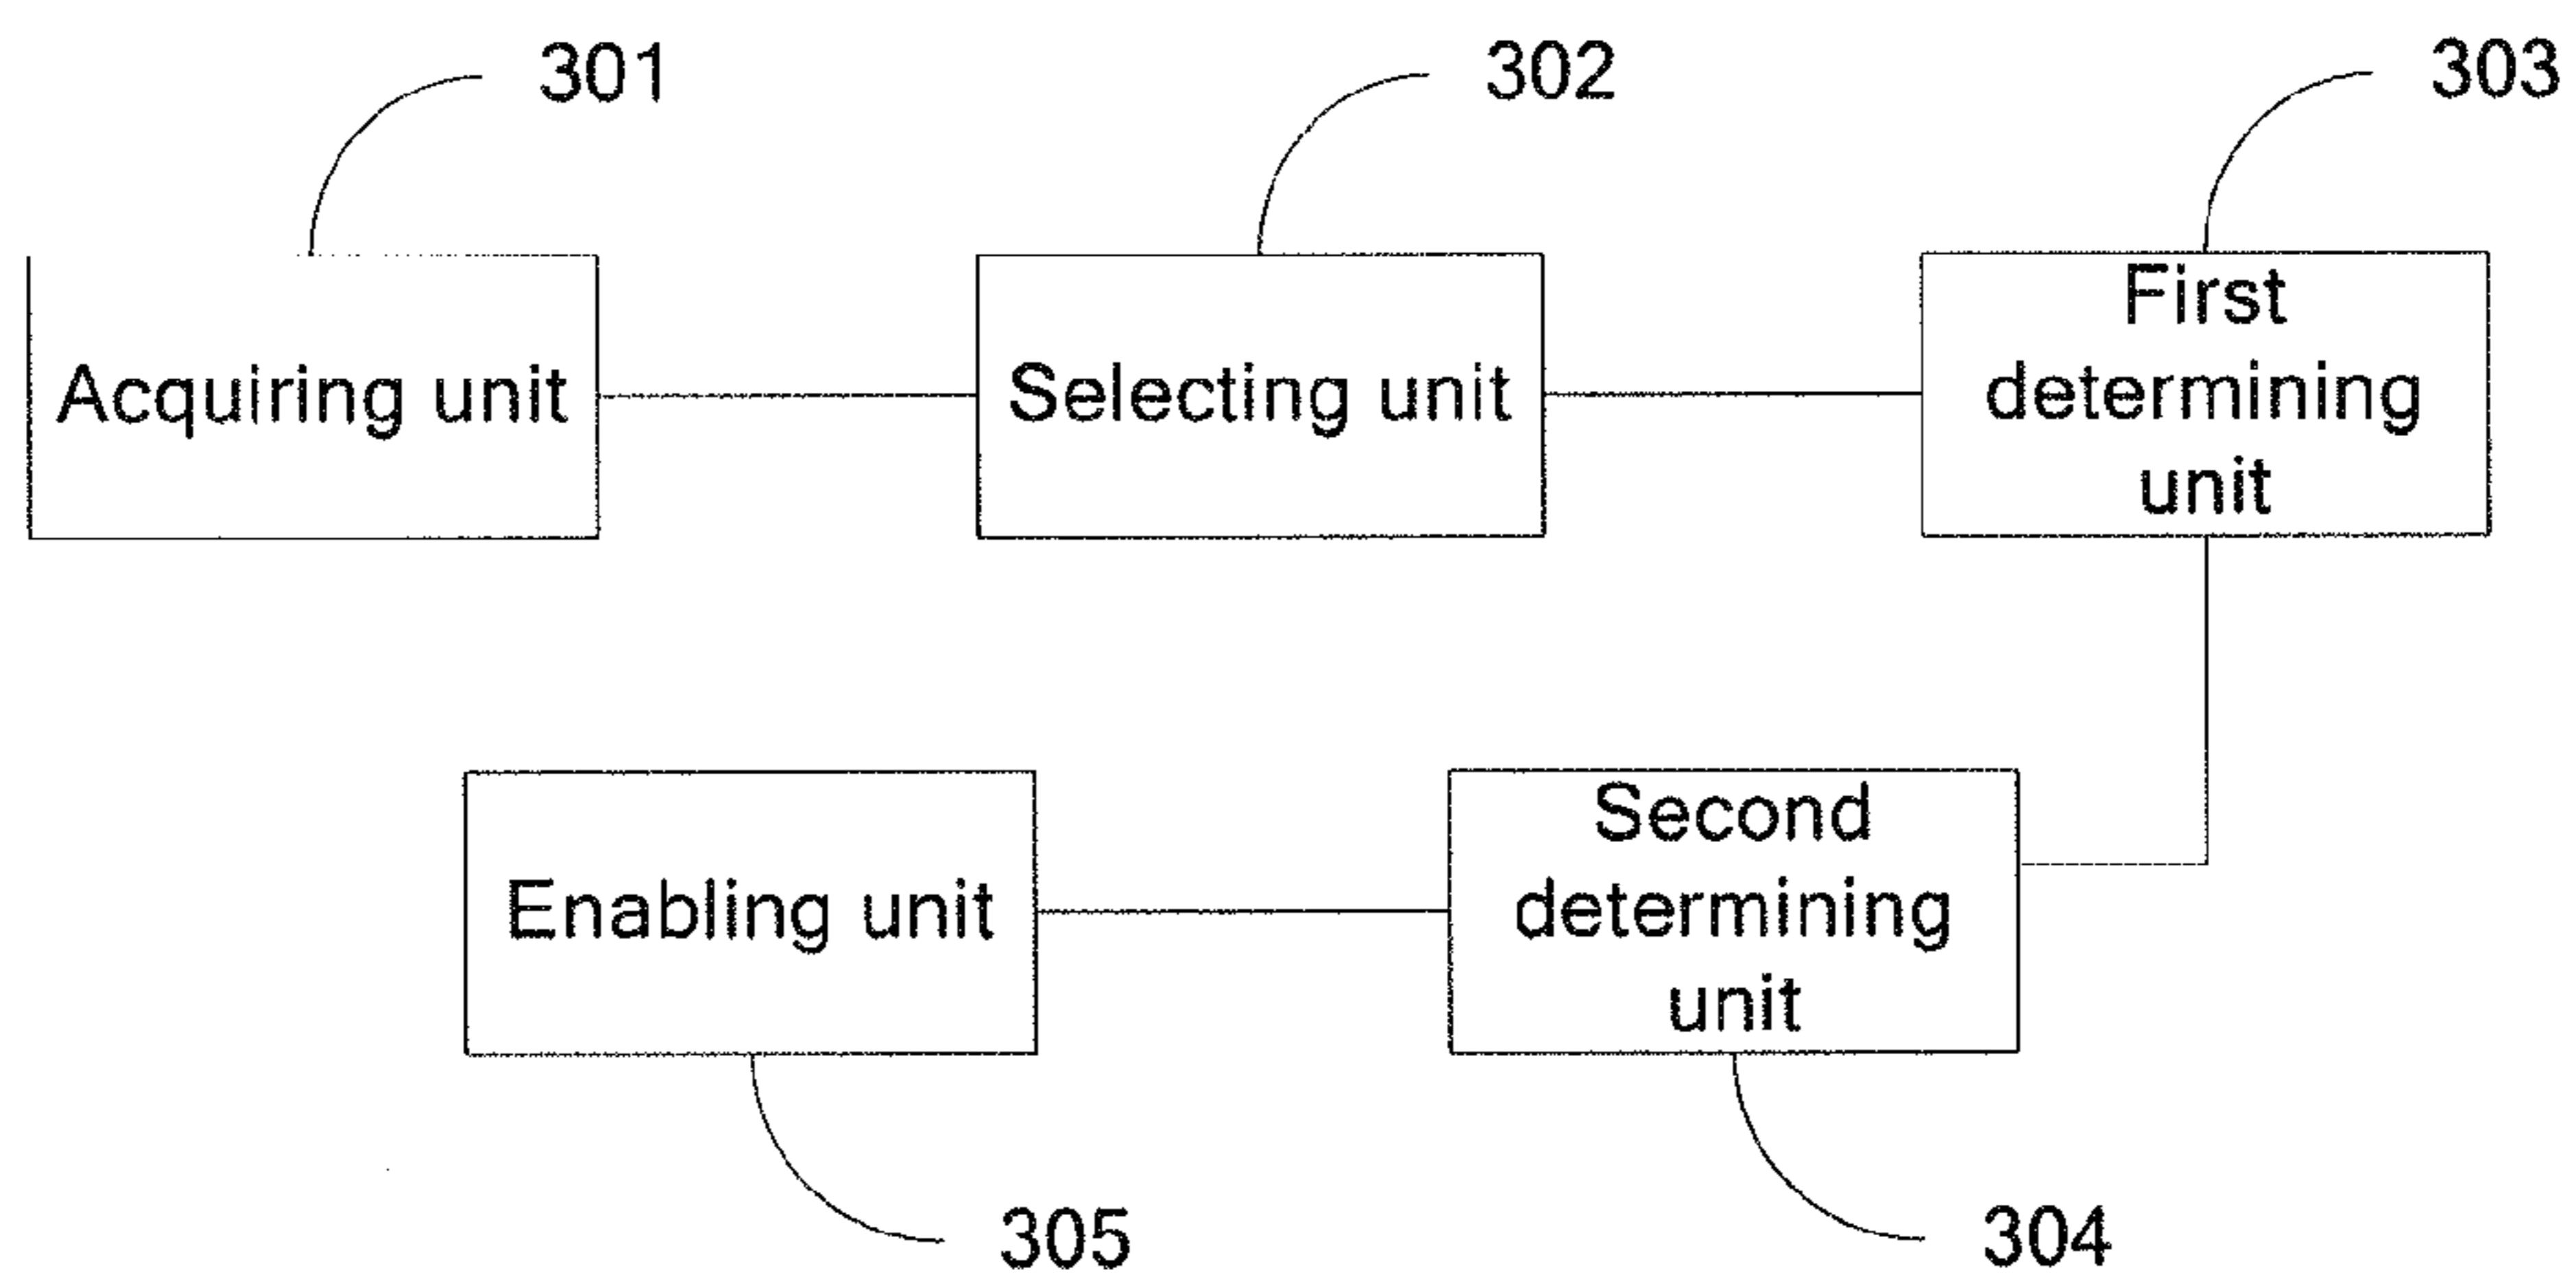 301
302
303
Acquiring unit
Selecting unit
First
determining
unit
Enabling unit
Second
determining
unit
305
304